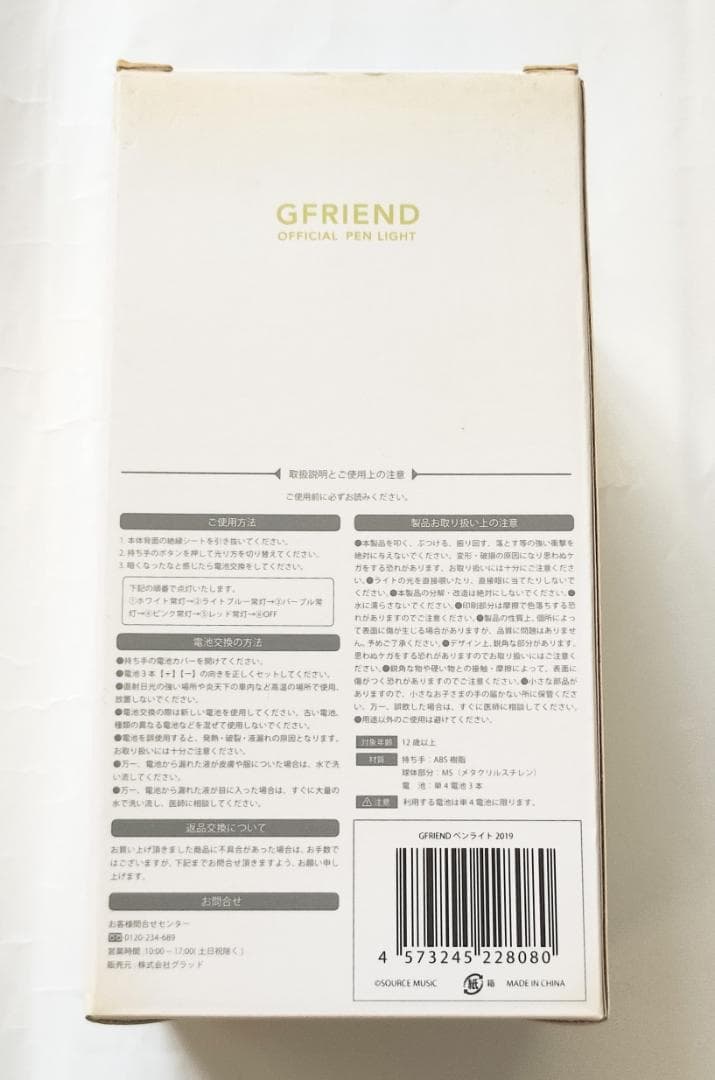 GFRIEND
OFFICIAL PEN LIGHT
取扱説明とご使用上の注意
ご使用前に必ずお読みください。
ご使用方法
1. 本体背面の絶縁シートを引き抜いてください。
2. 持ち手のボタンを押して光り方を切り替えてください。
3. 暗くなったなと感じたら電池交換をしてください。
下記の順番で点灯いたします。
①ホワイト常灯→②ライトブルー常灯→③パープル常
灯→④ピンク常灯→⑤レッド常灯→⑥OFF
電池交換の方法
●持ち手の電池カバーを開けてください。
●電池3本【+】【ー】の向きを正しくセットしてください。
●直射日光の強い場所や炎天下の車内など高温の場所で使用、
放置しないでください。
●電池交換の際は新しい電池を使用してください。古い電池、
種類の異なる電池などを混ぜて使用しないでください。
●電池を誤使用すると、発熱・破裂・液漏れの原因となります。
お取り扱いには十分ご注意ください。
●万一、電池から漏れた液が皮膚や服についた場合は、水で洗
い流してください。
●万一、電池から漏れた液が目に入った場合は、すぐに大量の
水で洗い流し、医師に相談してください。
返品交換について
お買い上げ頂きました商品に不具合があった場合は、お手数で
はございますが、下記までお問合せ頂きますよう、お願い申し
上げます。
お問合せ
お客様問合せセンター
0120-234-689
営業時間:10:00～17:00(土日祝除く)
販売元:株式会社グラッド
製品お取り扱い上の注意
●本製品を叩く、ぶつける、振り回す、落とす等の強い衝撃を
絶対に与えないでください。変形・破損の原因になり思わぬケ
ガをする恐れがあります、お取り扱いには十分にご注意くださ
い。●ライトの光を直接覗いたり、直接眼に当てたりしないで
ください。●本製品の分解・改造は絶対にしないでください。●
水に濡らさないでください。●印刷部分は摩擦で色落ちする恐
れがありますのでご注意ください。●製品の性質上、個所によっ
て表面に傷が生じる場合がありますが、品質に問題はありませ
ん。予めご了承ください。●デザイン上、鋭角な部分があります。
思わぬケガをする恐れがありますのでお取り扱いにはご注意く
ださい。●鋭角な物や硬い物との接触・摩擦によって、表面に
傷がつく恐れがありますのでご注意ください。●小さな部品が
ありますので、小さなお子さまの手の届かない所に保管くださ
い。万一、誤飲した場合は、すぐに医師に相談してください。
●用途以外のご使用は避けてください。
対象年齢 12歳以上
材質 持ち手:ABS樹脂
球体部分:MS(メタクリルスチレン)
電 池:単4電池3本
注意 利用する電池は単4電池に限ります。
GFRIEND ペンライト 2019
4 573245 228080
©SOURCE MUSIC 紙 箱 MADE IN CHINA